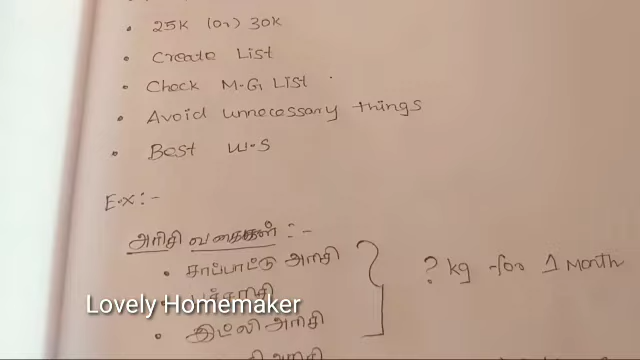 25K (or) 30K
Create List
Check M-G, List
Avoid unnecessary things
Best W-S
E-X:-
அரிசி வகைகள் :-
சாப்பாட்டு அரிசி
? kg for 1 Month
Lovely Homemaker
இட்லி அரிசி
அரிசி